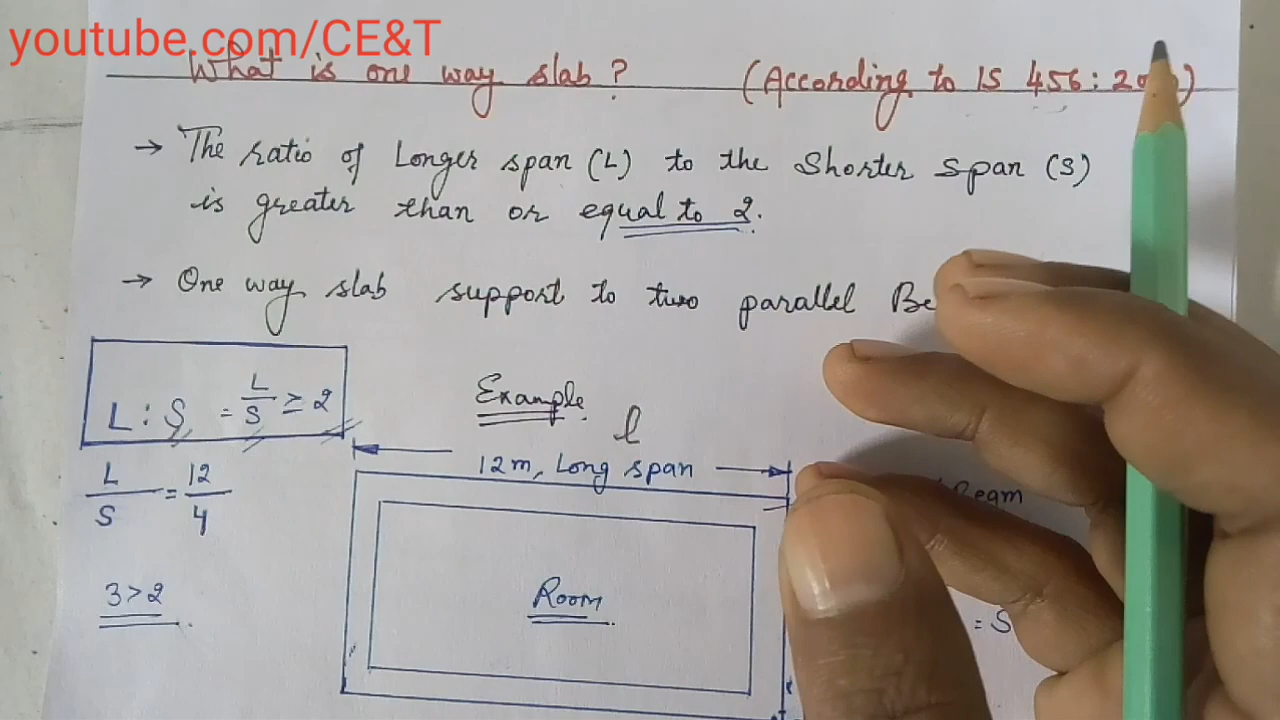 youtube.com/CE&T
What is one way slab? (According to IS 456:
→ The ratio of Longer span (L) to the Shorter span (S)
is greater than or equal to 2.
→ One way slab support to two parallel
L : S = L/S ≥ 2
Example
l
12m, Long span
L/S = 12/4
Beam
3>2
Room
= S